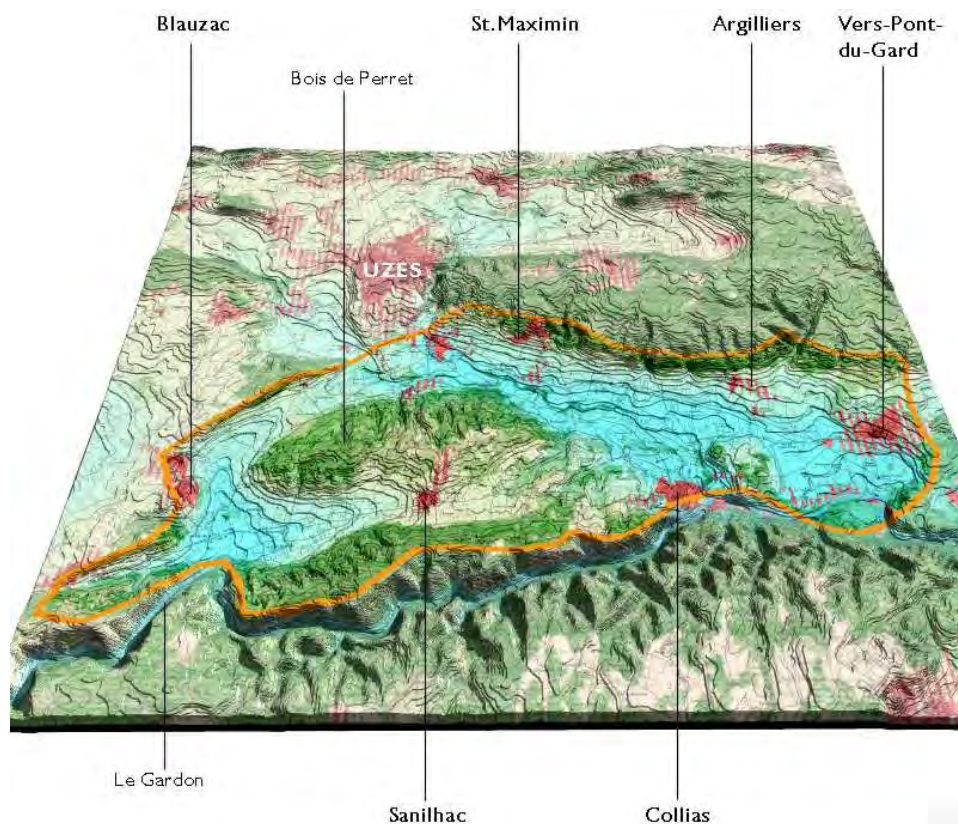 Blauzac
St. Maximin
Argilliers
Vers-Pont-
du-Gard
Bois de Perret
UZES
Le Gardon
Sanilhac
Collias